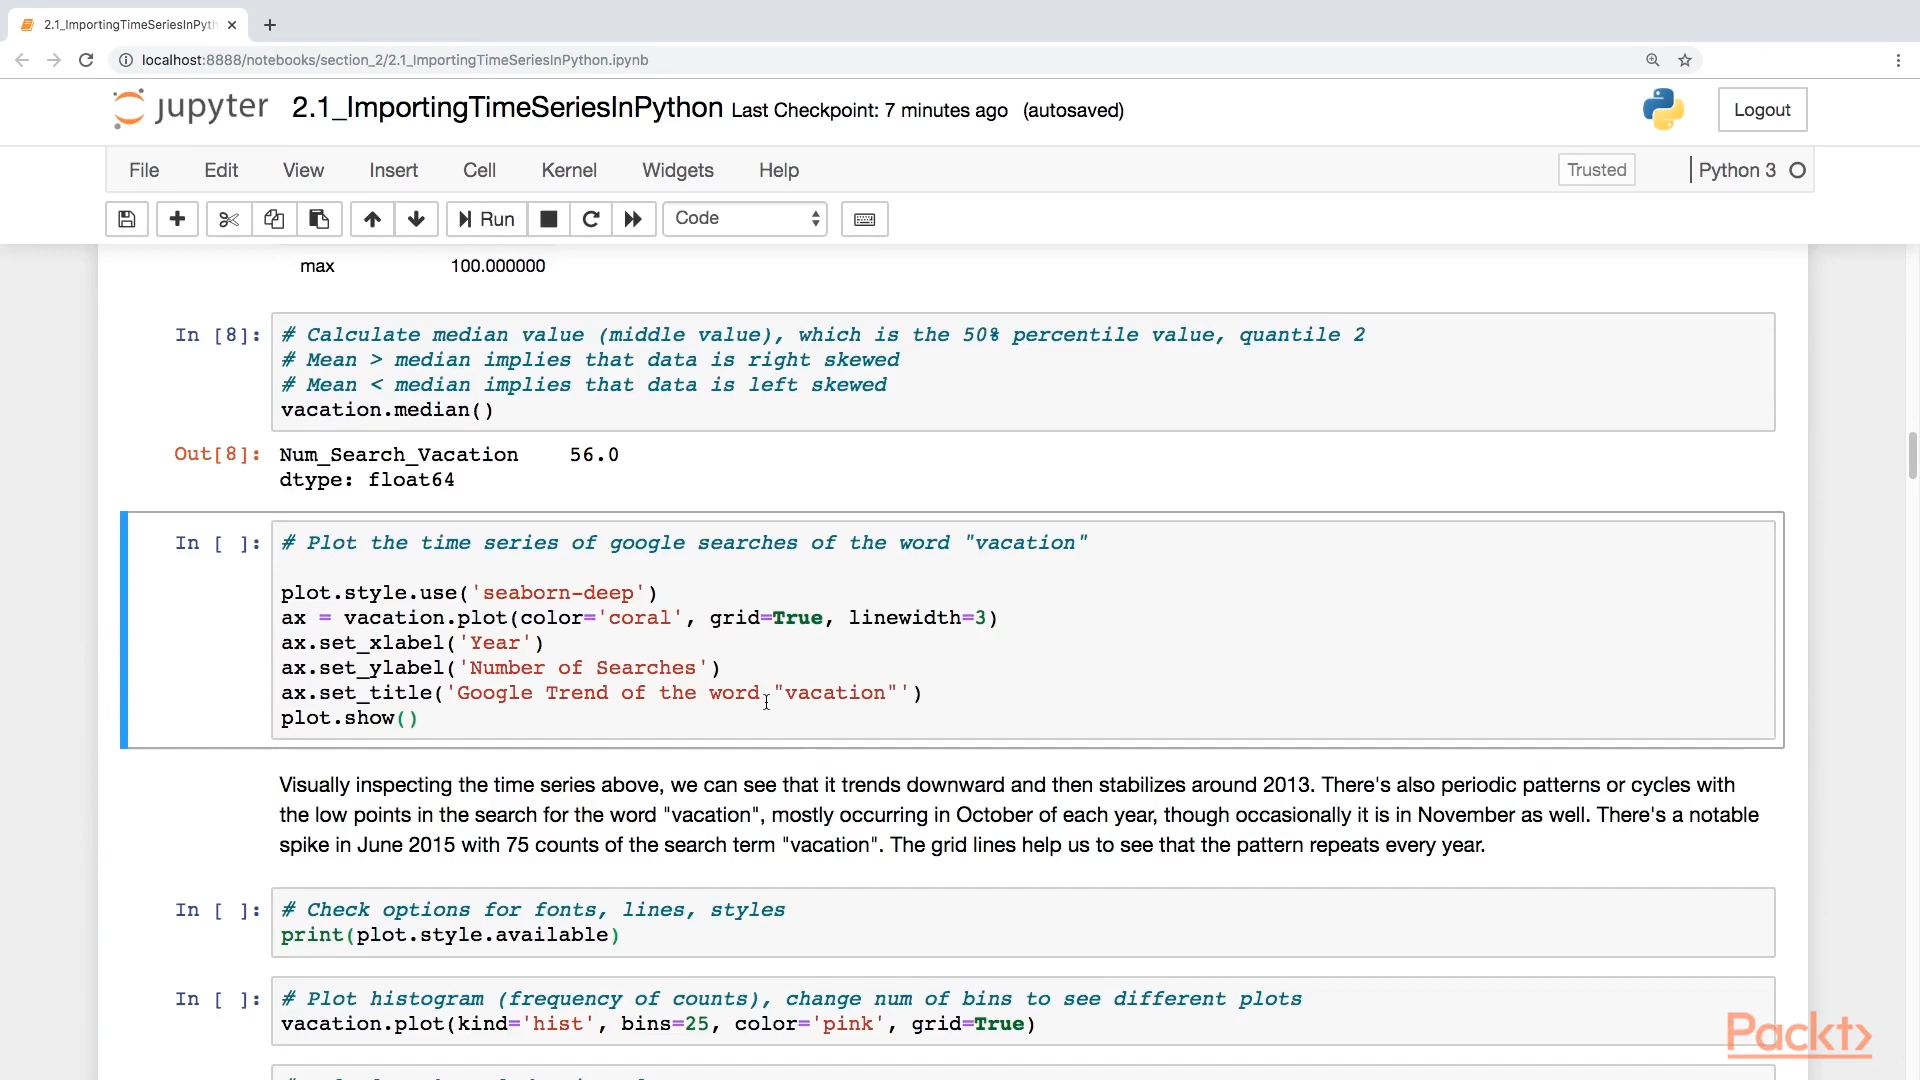 2.1_ImportingTimeSeriesInPyth
localhost:8888/notebooks/section_2/2.1_ImportingTimeSeriesInPython.ipynb
jupyter 2.1_ImportingTimeSeriesInPython Last Checkpoint: 7 minutes ago (autosaved)
Logout
File Edit View Insert Cell Kernel Widgets Help
Trusted
Python 3
Run
Code
max 100.000000
In [8]: # Calculate median value (middle value), which is the 50% percentile value, quantile 2
# Mean > median implies that data is right skewed
# Mean < median implies that data is left skewed
vacation.median()
Out[8]: Num_Search_Vacation 56.0
dtype: float64
In [ ]: # Plot the time series of google searches of the word "vacation"
plot.style.use('seaborn-deep')
ax = vacation.plot(color='coral', grid=True, linewidth=3)
ax.set_xlabel('Year')
ax.set_ylabel('Number of Searches')
ax.set_title('Google Trend of the word "vacation"')
plot.show()
Visually inspecting the time series above, we can see that it trends downward and then stabilizes around 2013. There's also periodic patterns or cycles with
the low points in the search for the word "vacation", mostly occurring in October of each year, though occasionally it is in November as well. There's a notable
spike in June 2015 with 75 counts of the search term "vacation". The grid lines help us to see that the pattern repeats every year.
In [ ]: # Check options for fonts, lines, styles
print(plot.style.available)
In [ ]: # Plot histogram (frequency of counts), change num of bins to see different plots
vacation.plot(kind='hist', bins=25, color='pink', grid=True)
Packt>